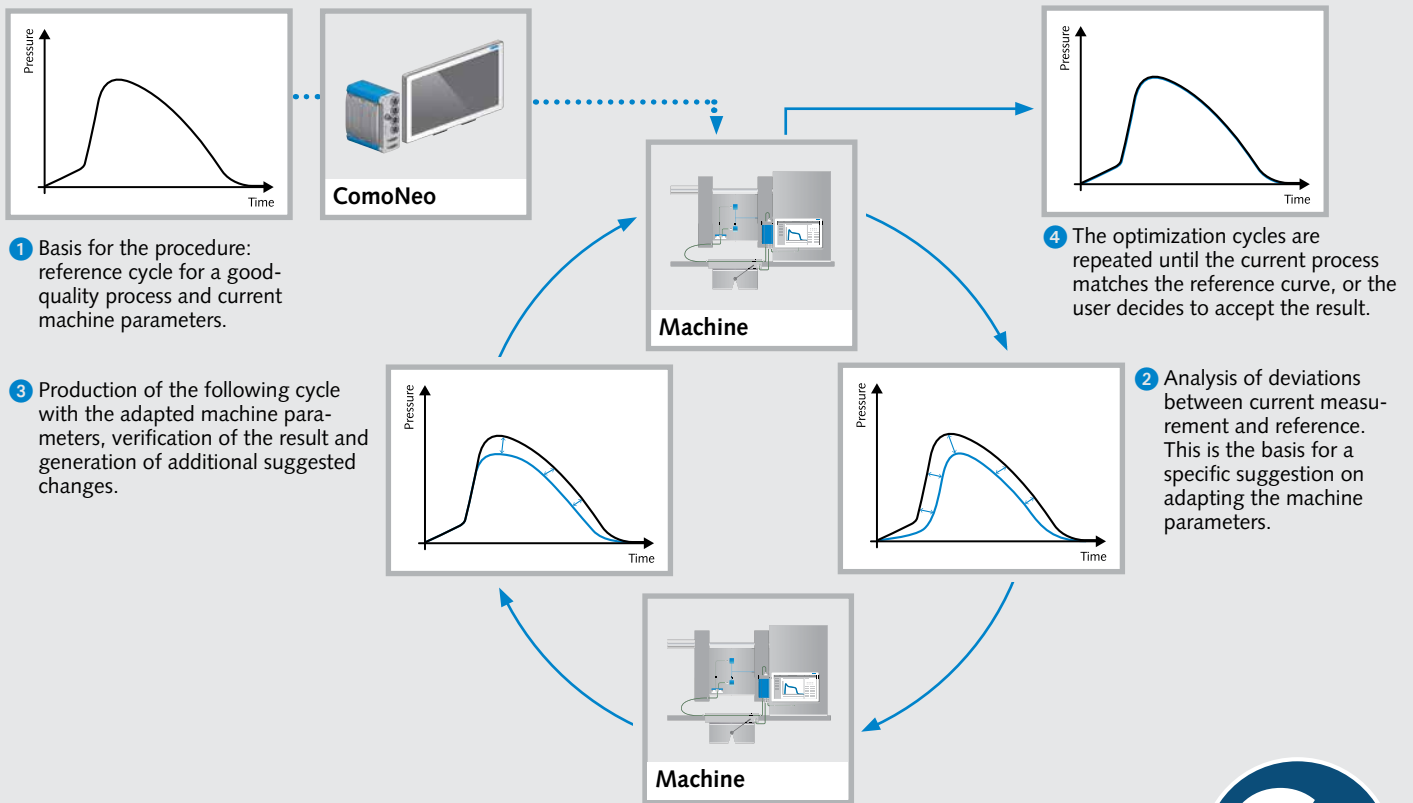 Pressure
Time
ComoNeo
1 Basis for the procedure:
reference cycle for a good-
quality process and current
machine parameters.
Machine
Pressure
Time
4 The optimization cycles are
repeated until the current process
matches the reference curve, or the
user decides to accept the result.
3 Production of the following cycle
with the adapted machine para-
meters, verification of the result and
generation of additional suggested
changes.
Pressure
Time
Pressure
Time
2 Analysis of deviations
between current measu-
rement and reference.
This is the basis for a
specific suggestion on
adapting the machine
parameters.
Machine